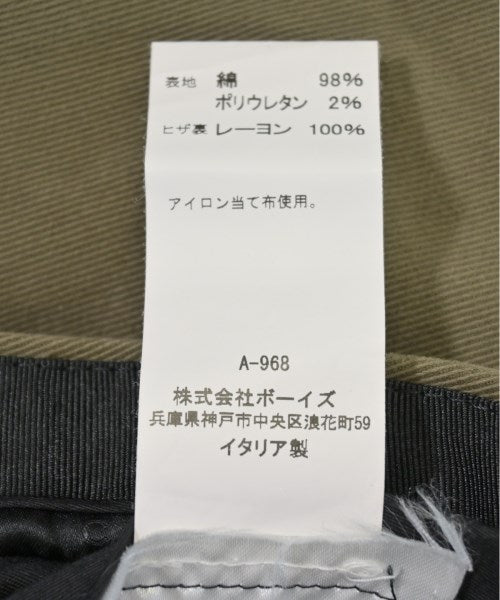 表地 綿 98%
ポリウレタン 2%
ヒザ裏 レーヨン 100%
アイロン当て布使用。
A-968
株式会社ボーイズ
兵庫県神戸市中央区浪花町59
イタリア製